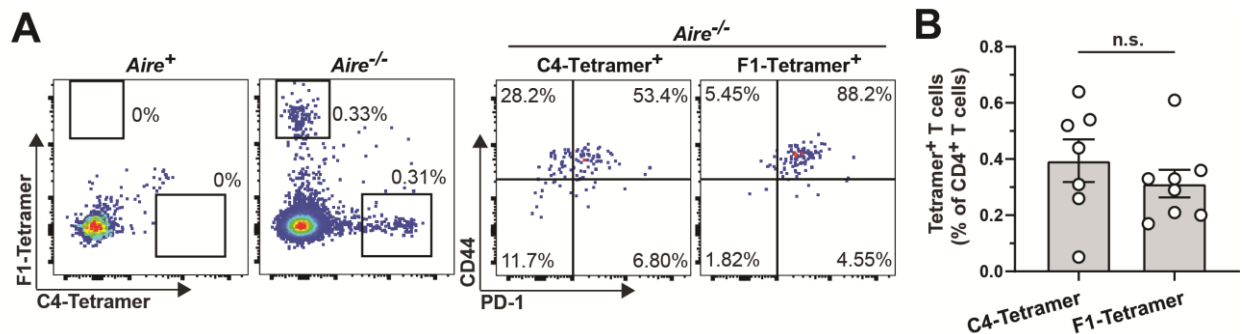 A
Aire+
Aire-/-
0%
0%
0.33%
0.31%
F1-Tetramer
C4-Tetramer
Aire-/-
C4-Tetramer+
F1-Tetramer+
28.2%
53.4%
11.7%
6.80%
5.45%
88.2%
1.82%
4.55%
CD44
PD-1
B
n.s.
Tetramer+ T cells
(% of CD4+ T cells)
0.8
0.6
0.4
0.2
0.0
C4-Tetramer
F1-Tetramer